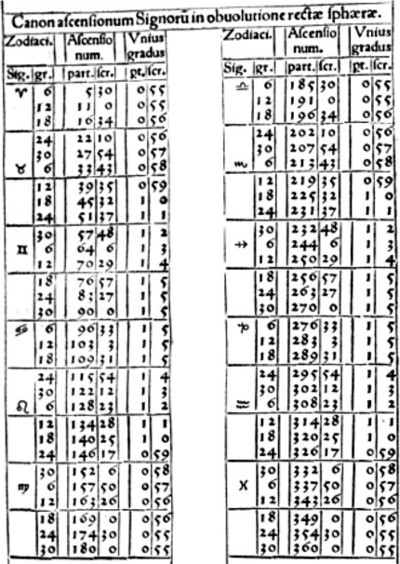 Canon aſcenſionum Signorũ in obuolutione rectæ ſphæræ.
Zodiaci. Aſcenſio Vnius
num. gradus
Sig. gr. part. ſcr. pt. ſcr.
♈ 6 5 30 0 55
12 11 0 0 55
18 16 34 0 56
24 22 10 0 56
30 27 54 0 57
♉ 6 33 43 0 58
12 39 35 0 59
18 45 32 1 0
24 51 37 1 1
30 57 48 1 2
♊ 6 64 6 1 3
12 70 29 1 4
18 76 57 1 5
24 83 27 1 5
30 90 0 1 5
♋ 6 96 33 1 5
12 103 3 1 5
18 109 31 1 5
24 115 54 1 4
30 122 12 1 3
♌ 6 128 23 1 2
12 134 28 1 1
18 140 25 1 0
24 146 17 0 59
30 152 6 0 58
♍ 6 157 50 0 57
12 163 26 0 56
18 169 0 0 56
24 174 30 0 55
30 180 0 0 55
Zodiaci. Aſcenſio Vnius
num. gradus
Sig. gr. part. ſcr. pt. ſcr.
♎ 6 185 30 0 55
12 191 0 0 55
18 196 34 0 56
24 202 10 0 56
30 207 54 0 57
♏ 6 213 43 0 58
12 219 35 0 59
18 225 32 1 0
24 231 37 1 1
30 232 48 1 2
♐ 6 244 6 1 3
12 250 29 1 4
18 256 57 1 5
24 263 27 1 5
30 270 0 1 5
♑ 6 276 33 1 5
12 283 3 1 5
18 289 31 1 5
24 295 54 1 4
30 302 12 1 3
♒ 6 308 23 1 2
12 314 28 1 1
18 320 25 1 0
24 326 17 0 59
30 332 6 0 58
♓ 6 337 50 0 57
12 343 26 0 56
18 349 0 0 56
24 354 30 0 55
30 360 0 0 55